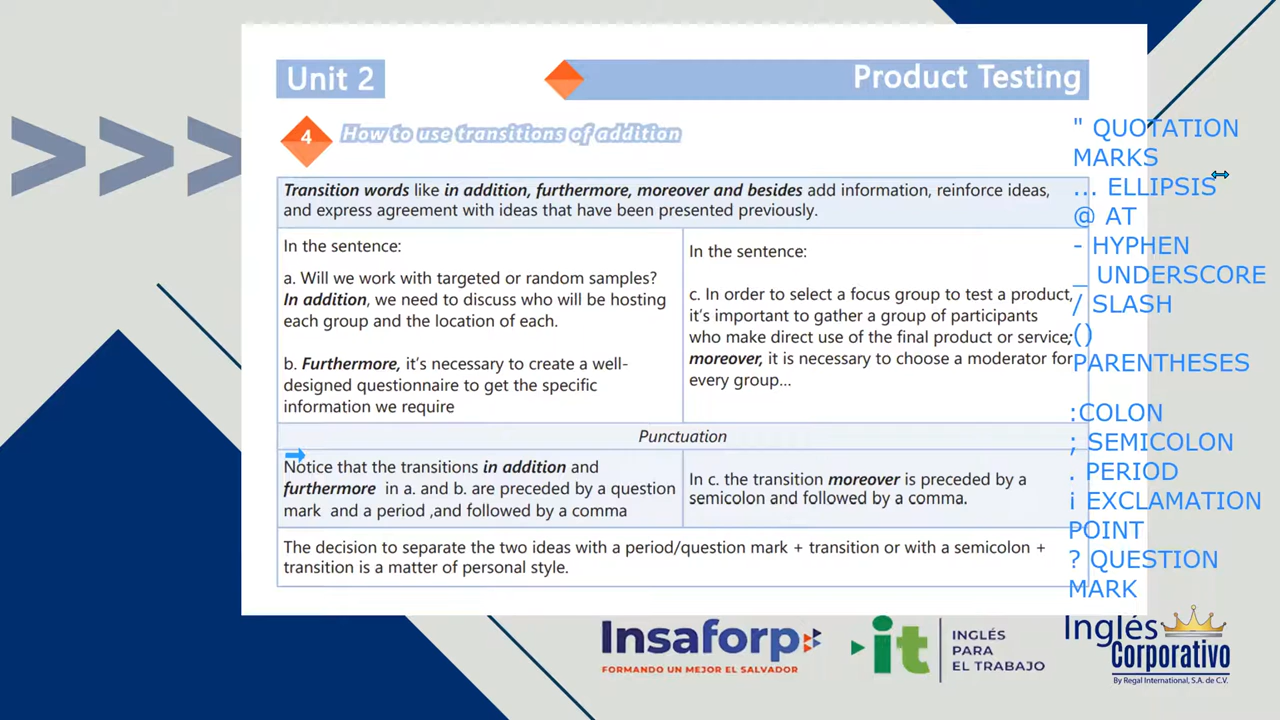 Unit 2
Product Testing
4
How to use transitions of addition
Transition words like in addition, furthermore, moreover and besides add information, reinforce ideas,
and express agreement with ideas that have been presented previously.
In the sentence:
a. Will we work with targeted or random samples?
In addition, we need to discuss who will be hosting
each group and the location of each.
b. Furthermore, it's necessary to create a well-
designed questionnaire to get the specific
information we require
In the sentence:
c. In order to select a focus group to test a product,
it's important to gather a group of participants
who make direct use of the final product or service;
moreover, it is necessary to choose a moderator for
every group...
Punctuation
Notice that the transitions in addition and
furthermore in a. and b. are preceded by a question
mark and a period ,and followed by a comma
In c. the transition moreover is preceded by a
semicolon and followed by a comma.
The decision to separate the two ideas with a period/question mark + transition or with a semicolon +
transition is a matter of personal style.
" QUOTATION
MARKS
... ELLIPSIS
@ AT
- HYPHEN
_ UNDERSCORE
/ SLASH
()
PARENTHESES
:COLON
; SEMICOLON
. PERIOD
¡ EXCLAMATION
POINT
? QUESTION
MARK
Insaforp
FORMANDO UN MEJOR EL SALVADOR
it
INGLÉS
PARA
EL TRABAJO
Inglés
Corporativo
By Regal International, S.A. de C.V.